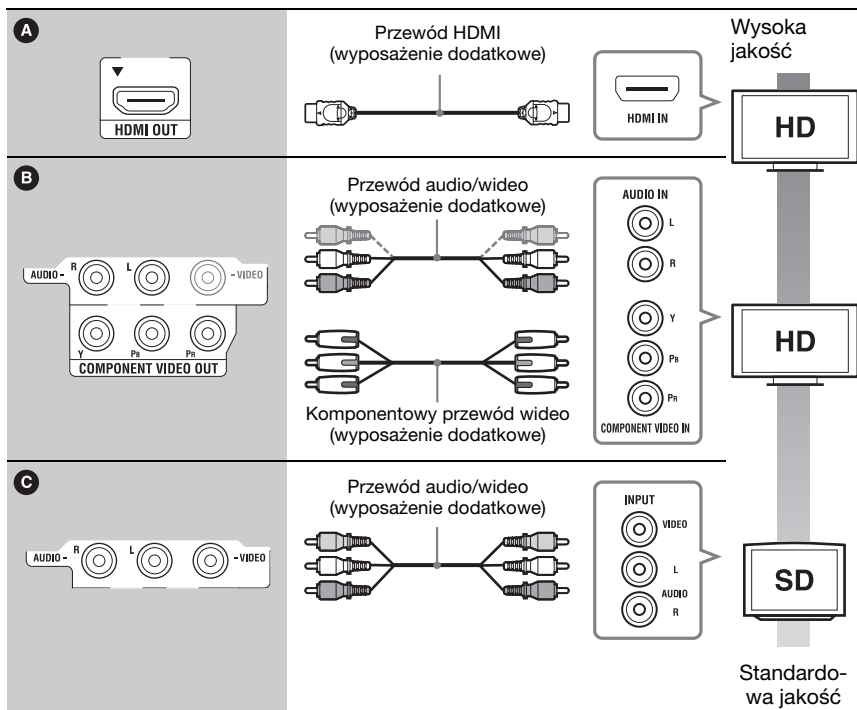 A
Przewód HDMI
(wyposażenie dodatkowe)
HDMI OUT
HDMI IN
Wysoka
jakość
HD
B
Przewód audio/wideo
(wyposażenie dodatkowe)
AUDIO - R L - VIDEO
Y PB PR
COMPONENT VIDEO OUT
Komponentowy przewód wideo
(wyposażenie dodatkowe)
AUDIO IN
L
R
Y
PB
PR
COMPONENT VIDEO IN
HD
C
Przewód audio/wideo
(wyposażenie dodatkowe)
AUDIO - R L - VIDEO
INPUT
VIDEO
L
AUDIO
R
SD
Standardo-
wa jakość